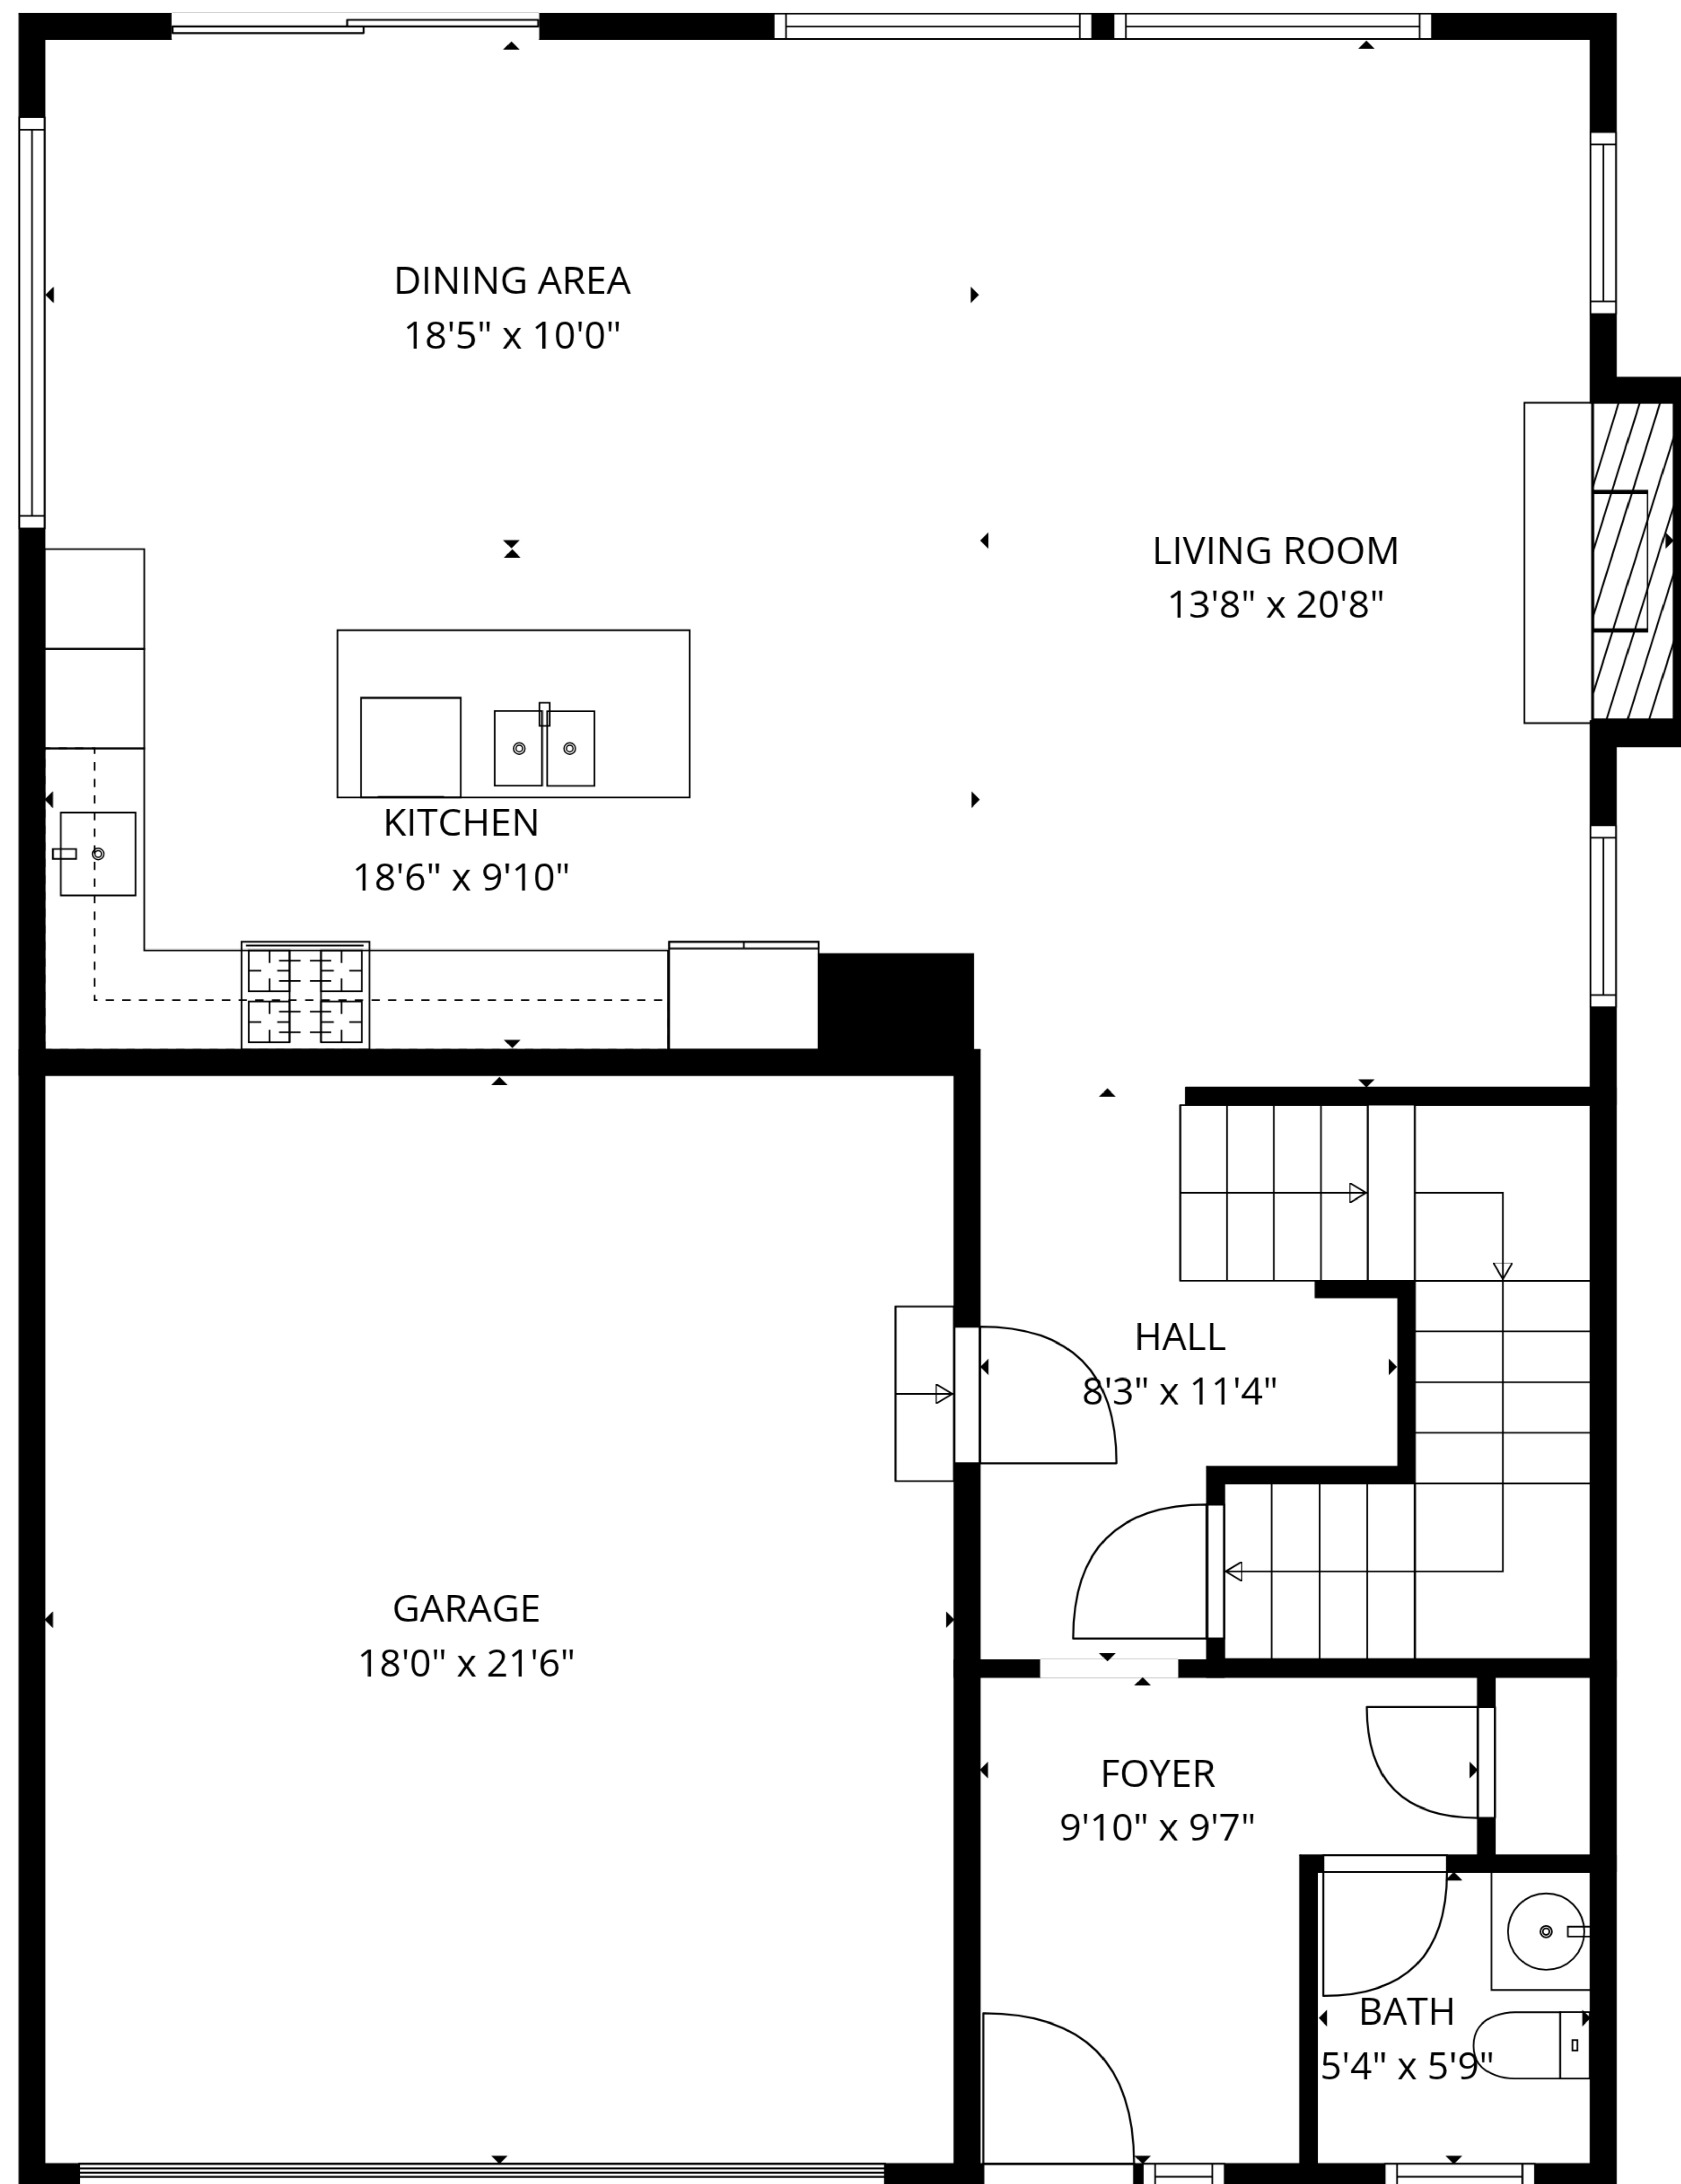 DINING AREA
18'5" x 10'0"
LIVING ROOM
13'8" x 20'8"
KITCHEN
18'6" x 9'10"
HALL
8'3" x 11'4"
GARAGE
18'0" x 21'6"
FOYER
9'10" x 9'7"
BATH
5'4" x 5'9"